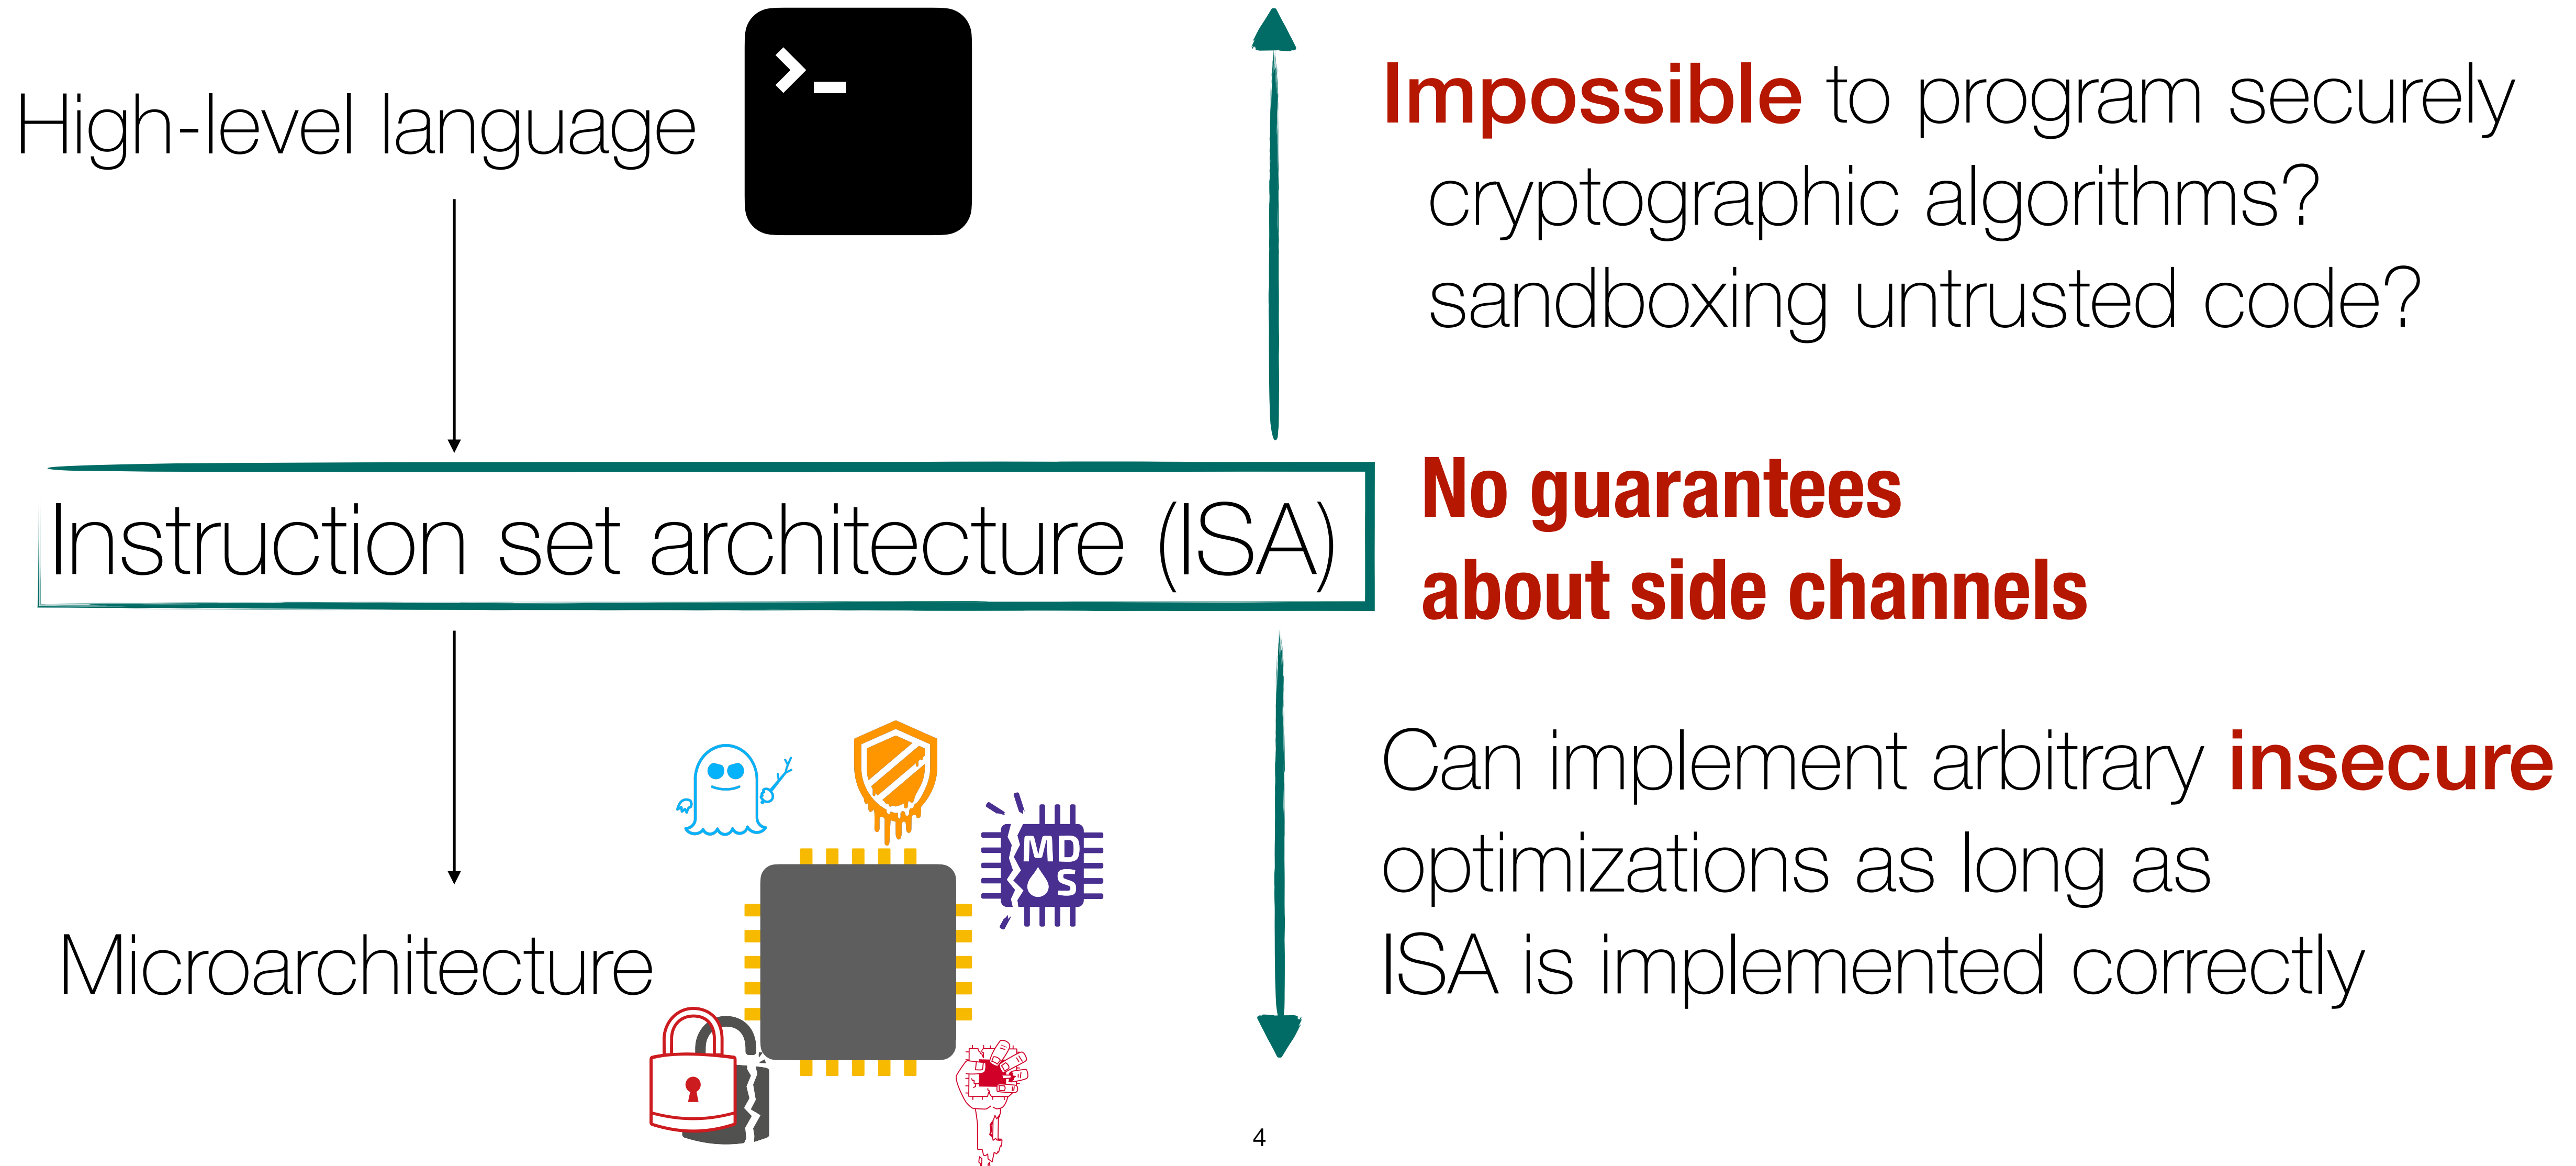 High-level language
>_
Impossible to program securely
cryptographic algorithms?
sandboxing untrusted code?
Instruction set architecture (ISA)
No guarantees
about side channels
MD
S
Microarchitecture
Can implement arbitrary insecure
optimizations as long as
ISA is implemented correctly
4